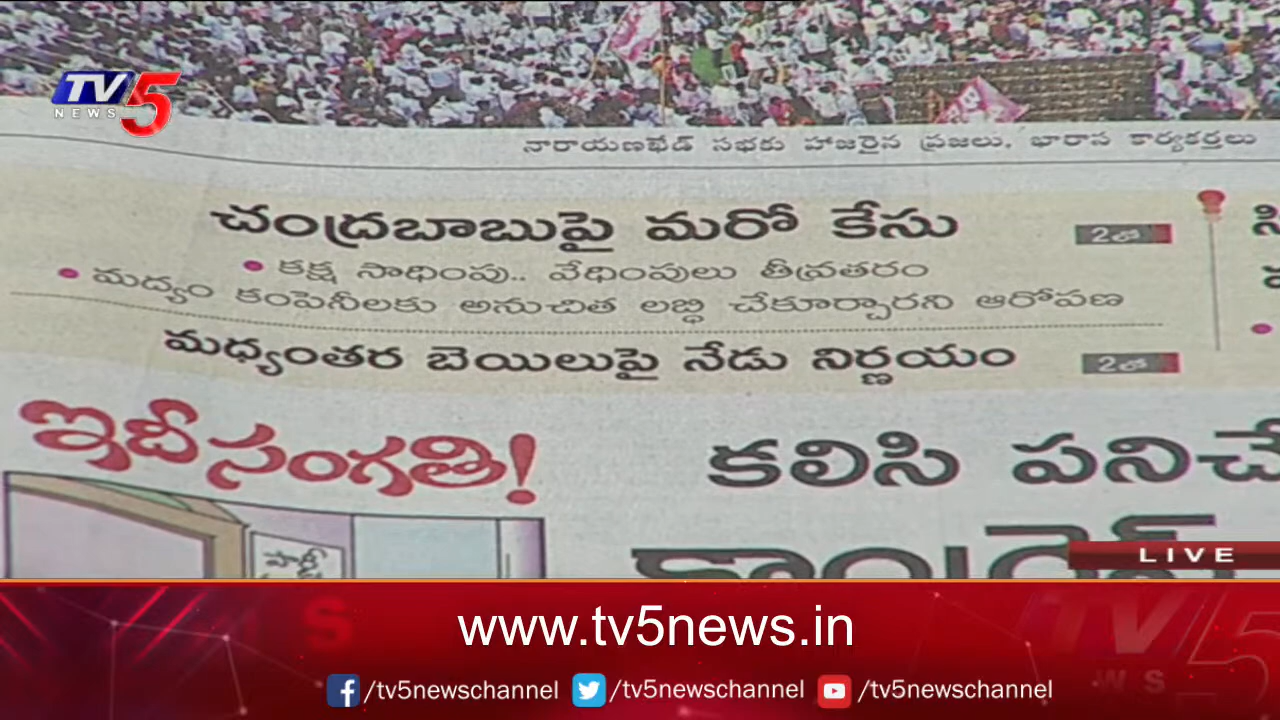 TV5
NEWS
నారాయణఖేడ్ సభకు హాజరైన ప్రజలు, భారాస కార్యకర్తలు
చంద్రబాబుపై మరో కేసు
2లో
• కక్ష సాధింపు.. వేధింపులు తీవ్రతరం
• మద్యం కంపెనీలకు అనుచిత లబ్ధి చేకూర్చారని ఆరోపణ
మధ్యంతర బెయిలుపై నేడు నిర్ణయం
2లో
ఇదీ సంగతి!
కలిసి పనిచే
పార్టీ
LIVE
www.tv5news.in
/tv5newschannel /tv5newschannel /tv5newschannel